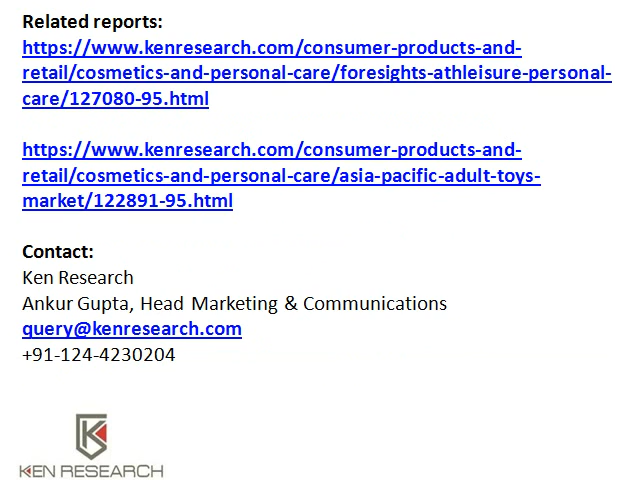 Related reports:
https://www.kenresearch.com/consumer-products-and-
retail/cosmetics-and-personal-care/foresights-athleisure-personal-
care/127080-95.html
https://www.kenresearch.com/consumer-products-and-
retail/cosmetics-and-personal-care/asia-pacific-adult-toys-
market/122891-95.html
Contact:
Ken Research
Ankur Gupta, Head Marketing & Communications
query@kenresearch.com
+91-124-4230204
KEN RESEARCH